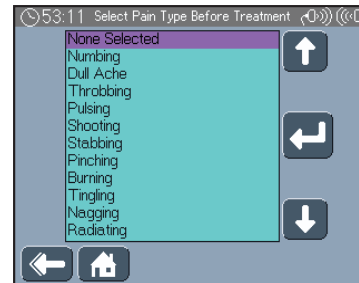 53:11 Select Pain Type Before Treatment
None Selected
Numbing
Dull Ache
Throbbing
Pulsing
Shooting
Stabbing
Pinching
Burning
Tingling
Nagging
Radiating